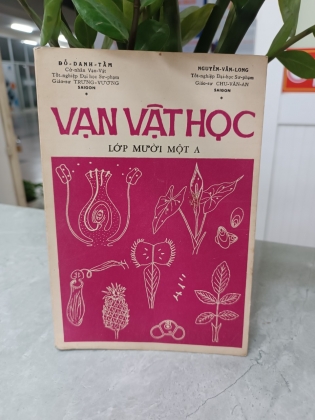 ĐỖ-DANH-TẤM
Cử-nhân Vạn-Vật
Tốt-nghiệp Đại-học Sư-phạm
Giáo-sư TRƯNG-VƯƠNG
SAIGON
NGUYỄN-VĂN-LONG
Tốt-nghiệp Đại-học Sư-phạm
Giáo-sư CHU-VĂN-AN
SAIGON
VẠN VẬT HỌC
LỚP MƯỜI MỘT A